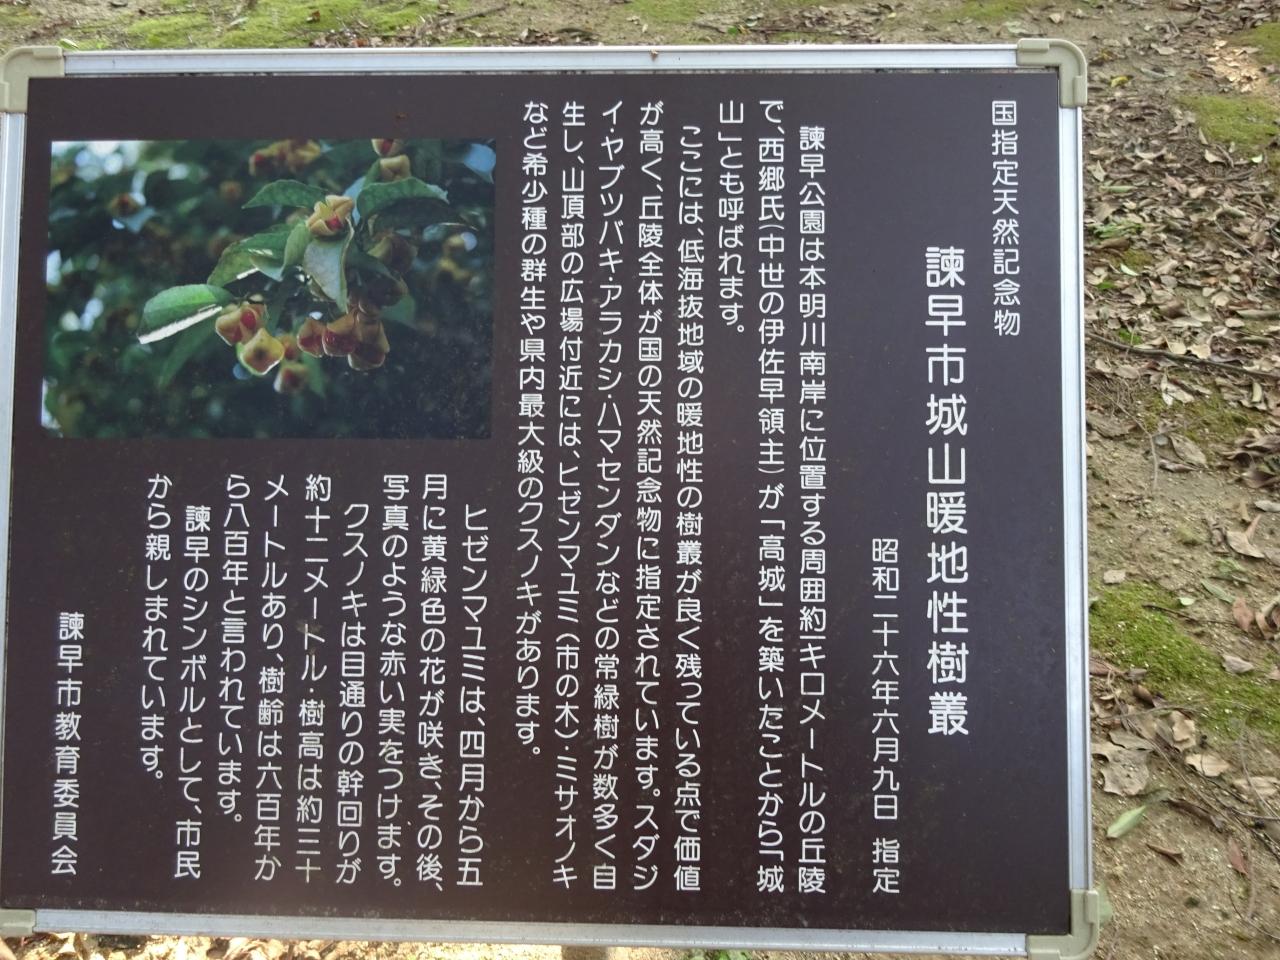 国指定天然記念物
諫早市城山暖地性樹叢
昭和二十六年六月九日 指定
諫早公園は本明川南岸に位置する周囲約一キロメートルの丘陵
で、西郷氏(中世の伊佐早領主)が「高城」を築いたことから「城
山」とも呼ばれます。
ここには、低海抜地域の暖地性の樹叢が良く残っている点で価値
が高く、丘陵全体が国の天然記念物に指定されています。スダジ
イ・ヤブツバキ・アラカシ・ハマセンダンなどの常緑樹が数多く自
生し、山頂部の広場付近には、ヒゼンマユミ(市の木)・ミサオノキ
など希少種の群生や県内最大級のクスノキがあります。
ヒゼンマユミは、四月から五
月に黄緑色の花が咲き、その後、
写真のような赤い実をつけます。
クスノキは目通りの幹回りが
約十二メートル・樹高は約三十
メートルあり、樹齢は六百年か
ら八百年と言われています。
諫早のシンボルとして、市民
から親しまれています。
諫早市教育委員会